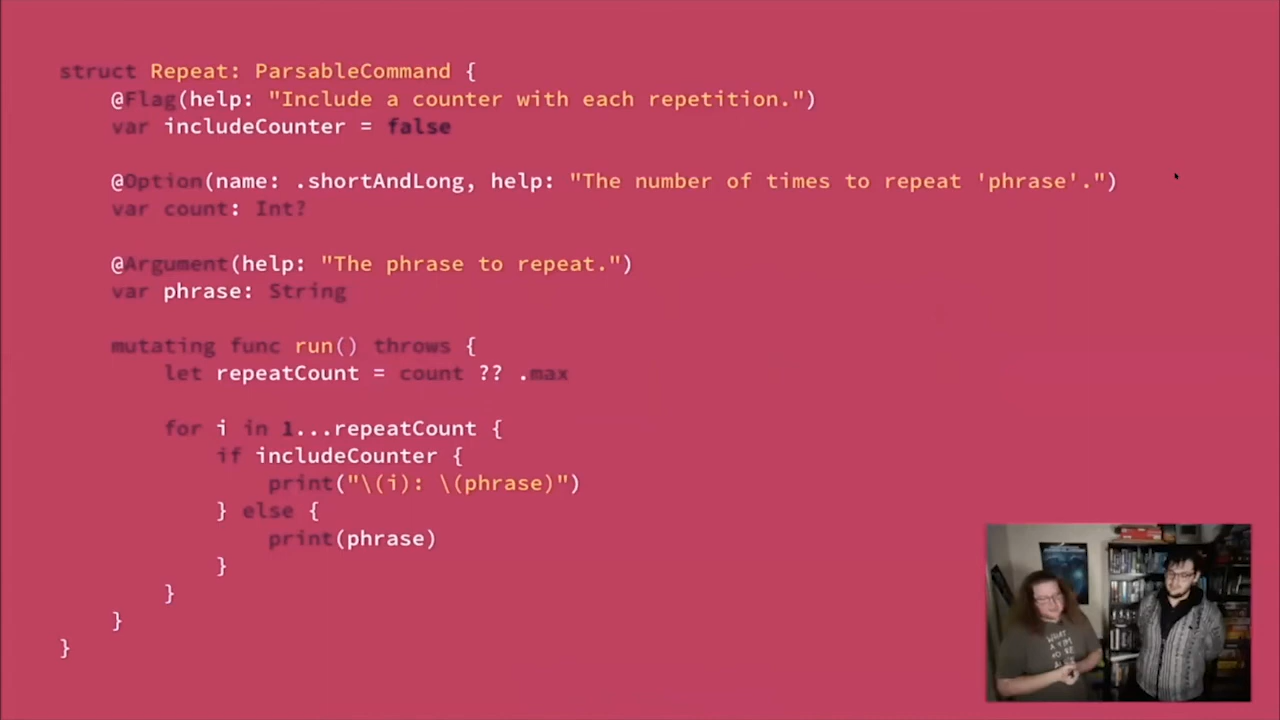 struct Repeat: ParsableCommand {
@Flag(help: "Include a counter with each repetition.")
var includeCounter = false
@Option(name: .shortAndLong, help: "The number of times to repeat 'phrase'.")
var count: Int?
@Argument(help: "The phrase to repeat.")
var phrase: String
mutating func run() throws {
let repeatCount = count ?? .max
for i in 1...repeatCount {
if includeCounter {
print("\(i): \(phrase)")
} else {
print(phrase)
}
}
}
}
WHAT
A TIM